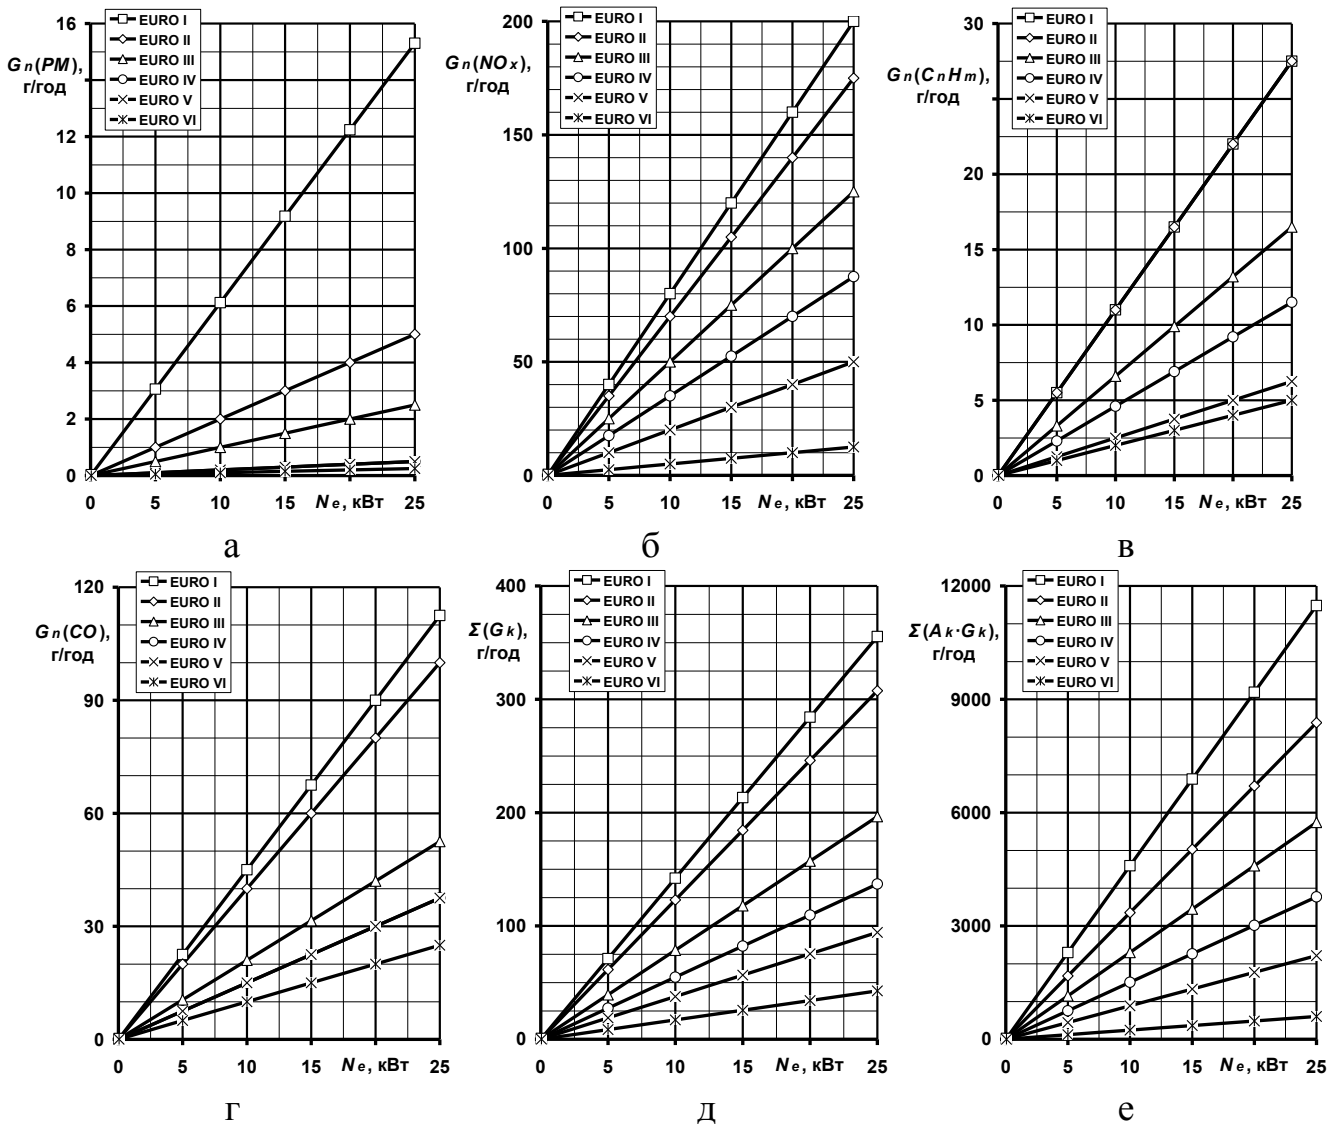 16
14
12
10
8
6
4
2
0
Gn(PM),
г/год
EURO I
EURO II
EURO III
EURO IV
EURO V
EURO VI
0 5 10 15 Ne, кВт 25
а
200
150
100
50
0
Gn(NOx),
г/год
EURO I
EURO II
EURO III
EURO IV
EURO V
EURO VI
0 5 10 15 Ne, кВт 25
б
30
20
15
10
5
0
Gn(CnHm),
г/год
EURO I
EURO II
EURO III
EURO IV
EURO V
EURO VI
0 5 10 15 Ne, кВт 25
в
120
90
60
30
0
Gn(CO),
г/год
EURO I
EURO II
EURO III
EURO IV
EURO V
EURO VI
0 5 10 15 Ne, кВт 25
г
400
300
200
100
0
Σ(Gk),
г/год
EURO I
EURO II
EURO III
EURO IV
EURO V
EURO VI
0 5 10 15 Ne, кВт 25
д
12000
9000
6000
3000
0
Σ(Ak·Gk),
г/год
EURO I
EURO II
EURO III
EURO IV
EURO V
EURO VI
0 5 10 15 Ne, кВт 25
е